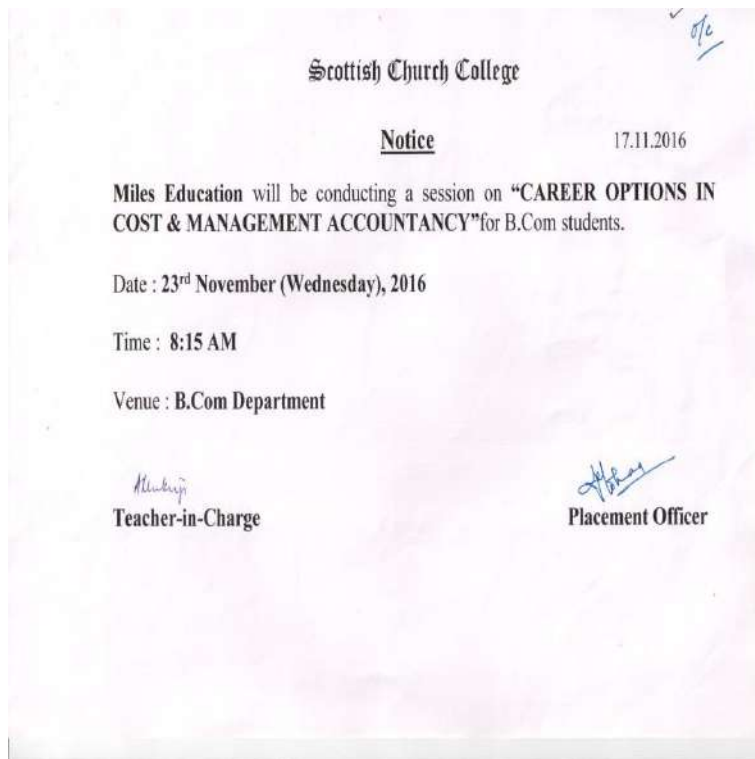 o/c
Scottish Church College
Notice
17.11.2016
Miles Education will be conducting a session on “CAREER OPTIONS IN
COST & MANAGEMENT ACCOUNTANCY”for B.Com students.
Date : 23rd November (Wednesday), 2016
Time : 8:15 AM
Venue : B.Com Department
Teacher-in-Charge
Placement Officer